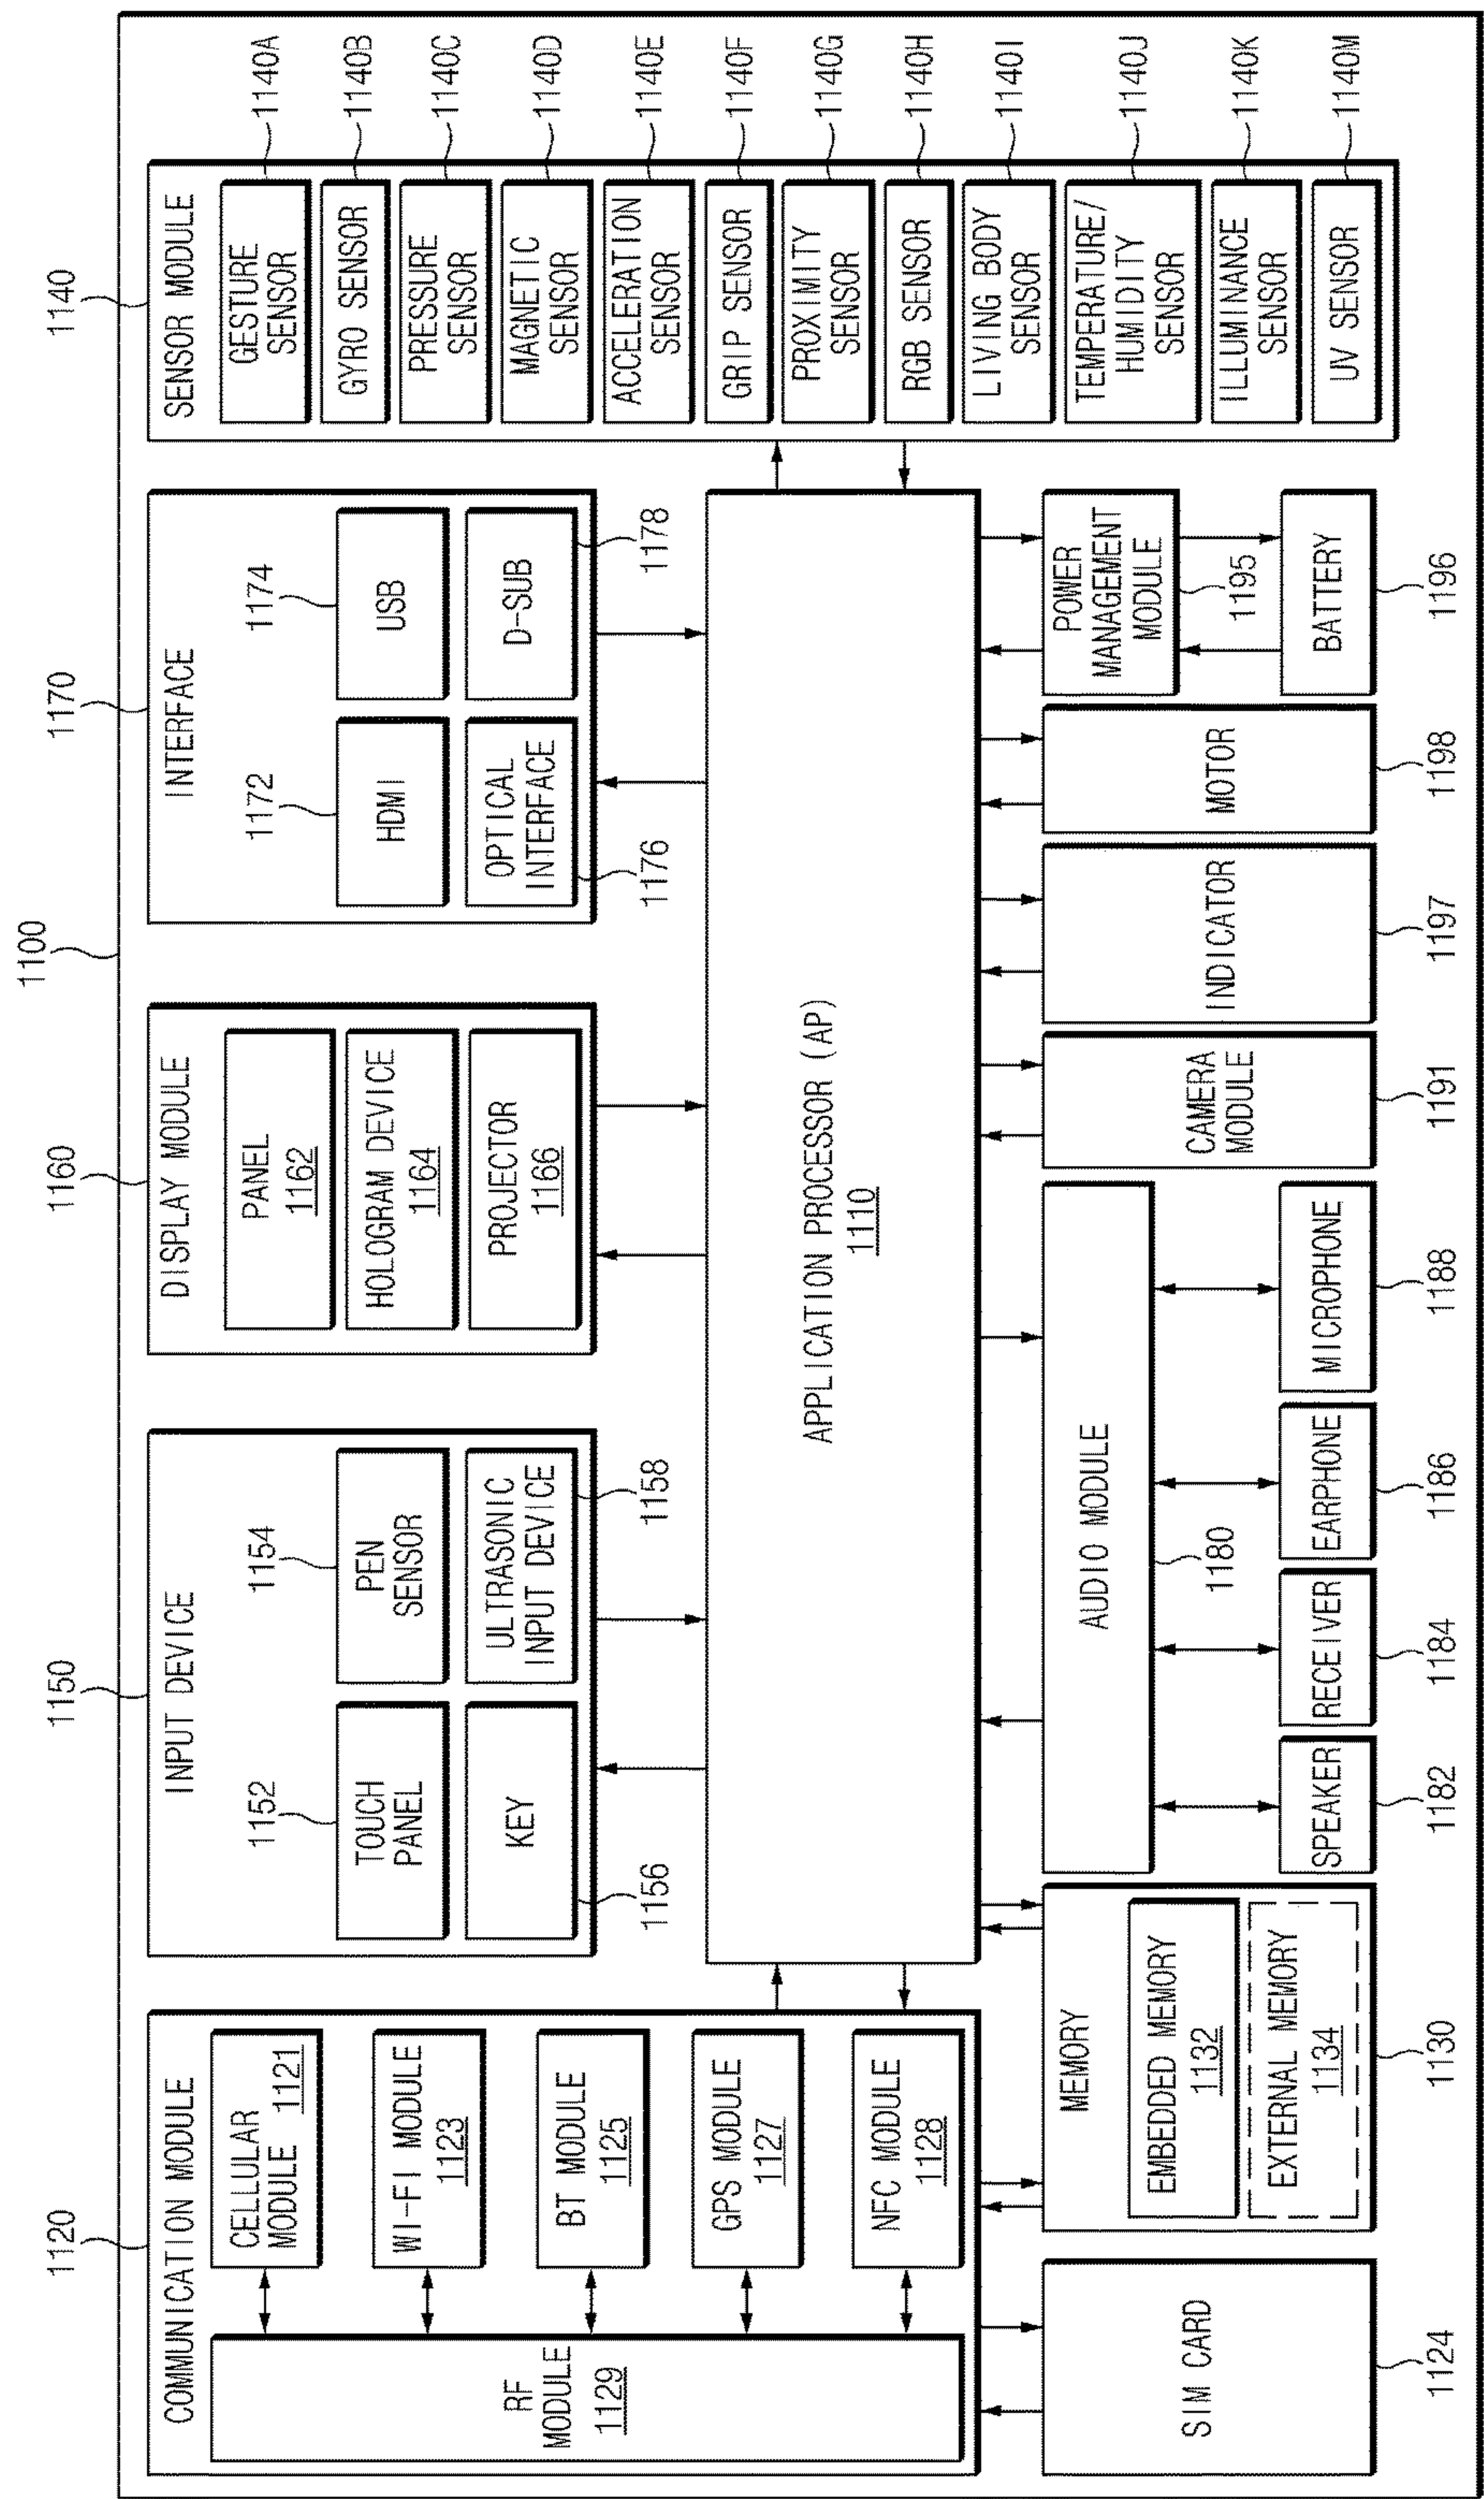 1100
1120
COMMUNICATION MODULE
RF
MODULE
1129
CELLULAR
MODULE 1121
WI-FI MODULE
1123
BT MODULE
1125
GPS MODULE
1127
NFC MODULE
1128
1150
INPUT DEVICE
1152
TOUCH
PANEL
1154
PEN
SENSOR
KEY
1156
ULTRASONIC
INPUT DEVICE
1158
1160
DISPLAY MODULE
PANEL
1162
HOLOGRAM DEVICE
1164
PROJECTOR
1166
1170
INTERFACE
1172
HDMI
1174
USB
OPTICAL
INTERFACE
1176
D-SUB
1178
1140
SENSOR MODULE
GESTURE
SENSOR
1140A
GYRO SENSOR
1140B
PRESSURE
SENSOR
1140C
MAGNETIC
SENSOR
1140D
ACCELERATION
SENSOR
1140E
GRIP SENSOR
1140F
PROXIMITY
SENSOR
1140G
RGB SENSOR
1140H
LIVING BODY
SENSOR
1140I
TEMPERATURE/
HUMIDITY
SENSOR
1140J
ILLUMINANCE
SENSOR
1140K
UV SENSOR
1140M
APPLICATION PROCESSOR (AP)
1110
SIM CARD
1124
MEMORY
EMBEDDED MEMORY
1132
EXTERNAL MEMORY
1134
1130
AUDIO MODULE
1180
SPEAKER
1182
RECEIVER
1184
EARPHONE
1186
MICROPHONE
1188
CAMERA
MODULE
1191
INDICATOR
1197
MOTOR
1198
POWER
MANAGEMENT
MODULE
1195
BATTERY
1196